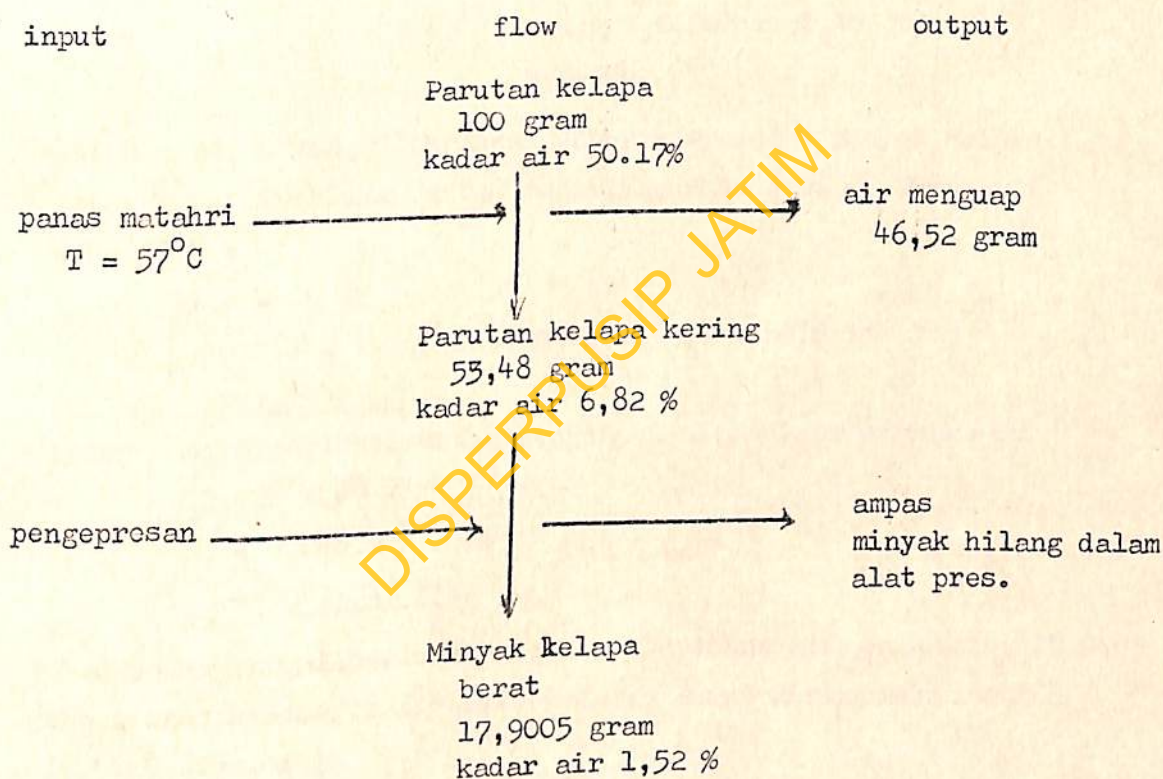 input
flow
output
Parutan kelapa
100 gram
kadar air 50.17%
panas matahri
T = 57°C
air menguap
46,52 gram
Parutan kelapa kering
53,48 gram
kadar air 6,82 %
pengepresan
ampas
minyak hilang dalam
alat pres.
Minyak kelapa
berat
17,9005 gram
kadar air 1,52 %
DISPERPUSIP JATIM